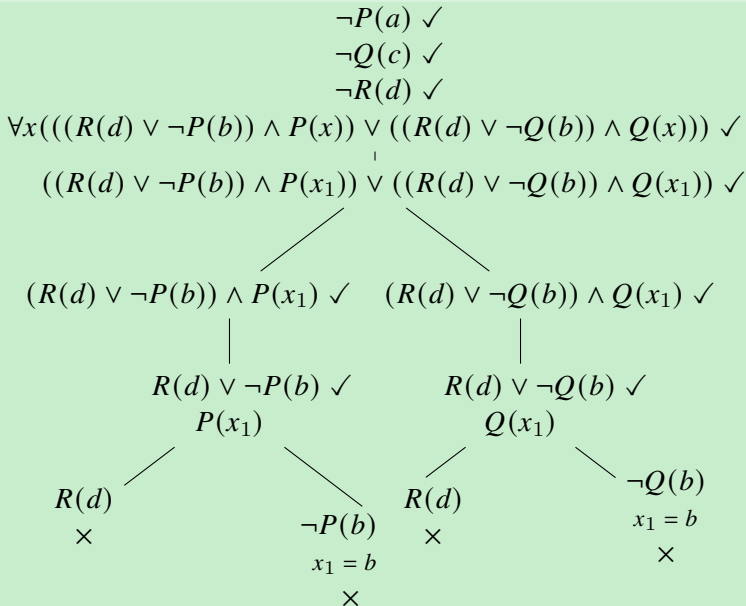 ¬P(a) ✓
¬Q(c) ✓
¬R(d) ✓
∀x(((R(d) ∨ ¬P(b)) ∧ P(x)) ∨ ((R(d) ∨ ¬Q(b)) ∧ Q(x))) ✓
((R(d) ∨ ¬P(b)) ∧ P(x₁)) ∨ ((R(d) ∨ ¬Q(b)) ∧ Q(x₁)) ✓
(R(d) ∨ ¬P(b)) ∧ P(x₁) ✓ (R(d) ∨ ¬Q(b)) ∧ Q(x₁) ✓
R(d) ∨ ¬P(b) ✓ R(d) ∨ ¬Q(b) ✓
P(x₁) Q(x₁)
R(d) R(d) ¬Q(b)
× ¬P(b) × x₁ = b
x₁ = b ×
×